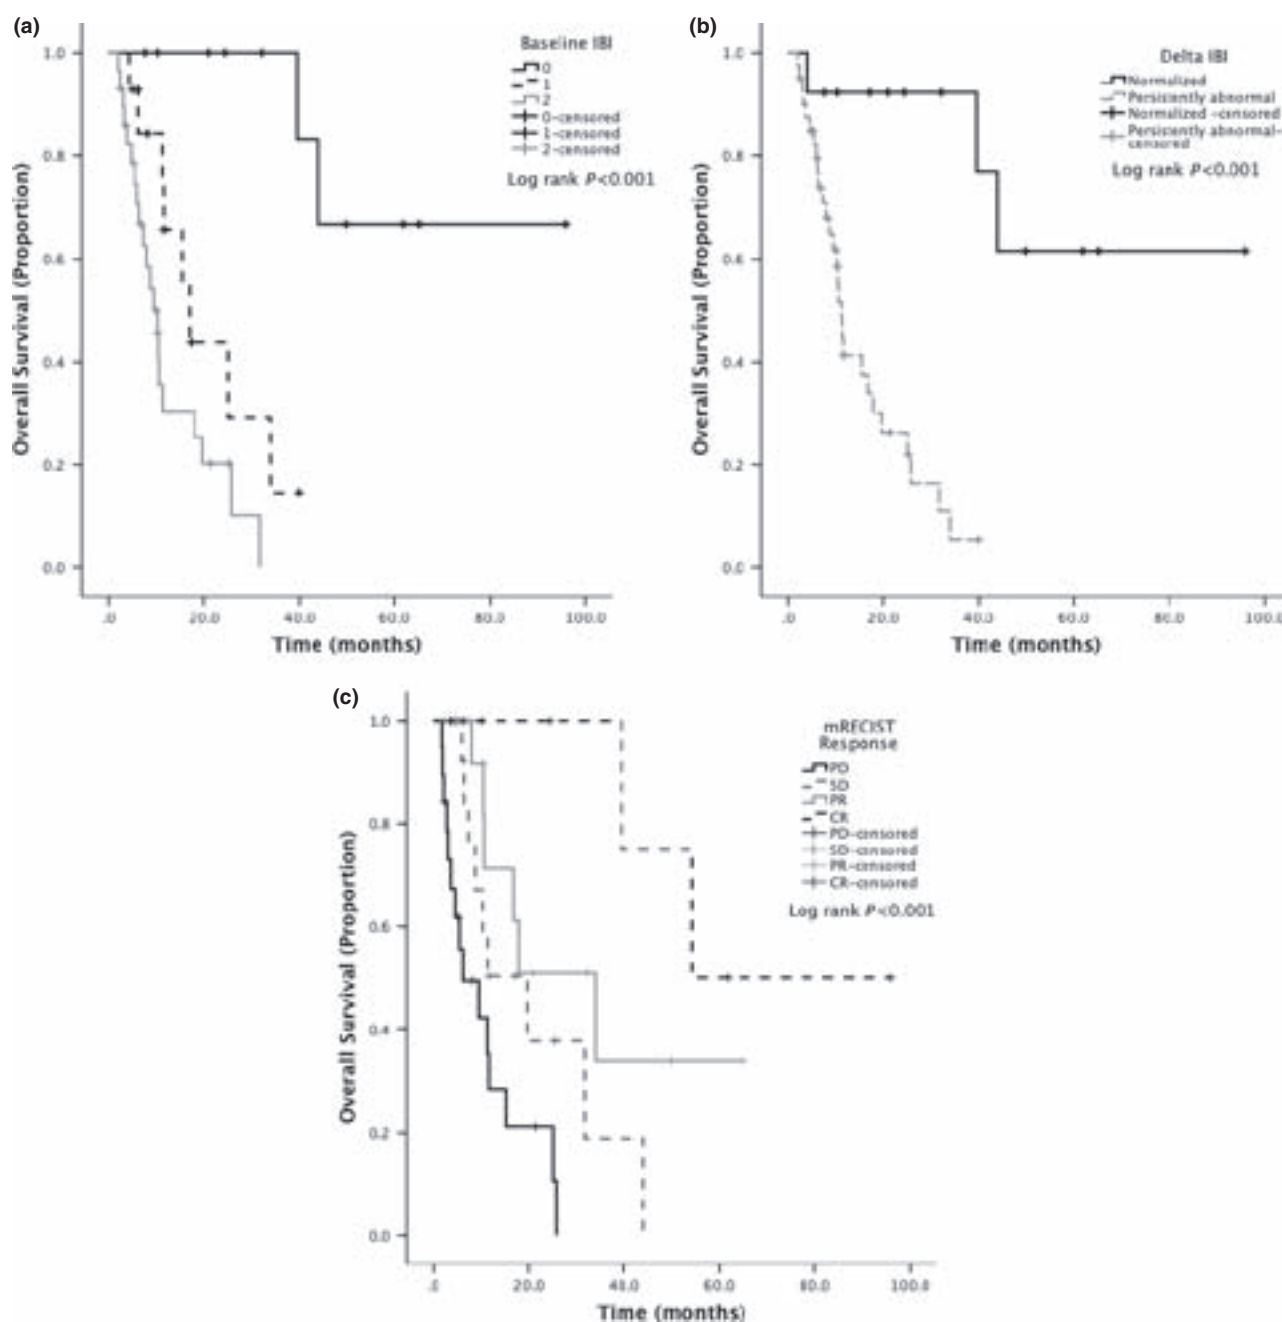 (a)
Baseline IBI
0
1
2
0-censored
1-censored
2-censored
Log rank P<0.001
1.0
0.8
0.6
0.4
0.2
0.0
Overall Survival (Proportion)
.0 20.0 40.0 60.0 80.0 100.0
Time (months)
(b)
Delta IBI
Normalized
Persistently abnormal
Normalized -censored
Persistently abnormal-
censored
Log rank P<0.001
1.0
0.8
0.6
0.4
0.2
0.0
Overall Survival (Proportion)
.0 20.0 40.0 60.0 80.0 100.0
Time (months)
(c)
mRECIST
Response
PD
SD
PR
CR
PD-censored
SD-censored
PR-censored
CR-censored
Log rank P<0.001
1.0
0.8
0.6
0.4
0.2
0.0
Overall Survival (Proportion)
.0 20.0 40.0 60.0 80.0 100.0
Time (months)